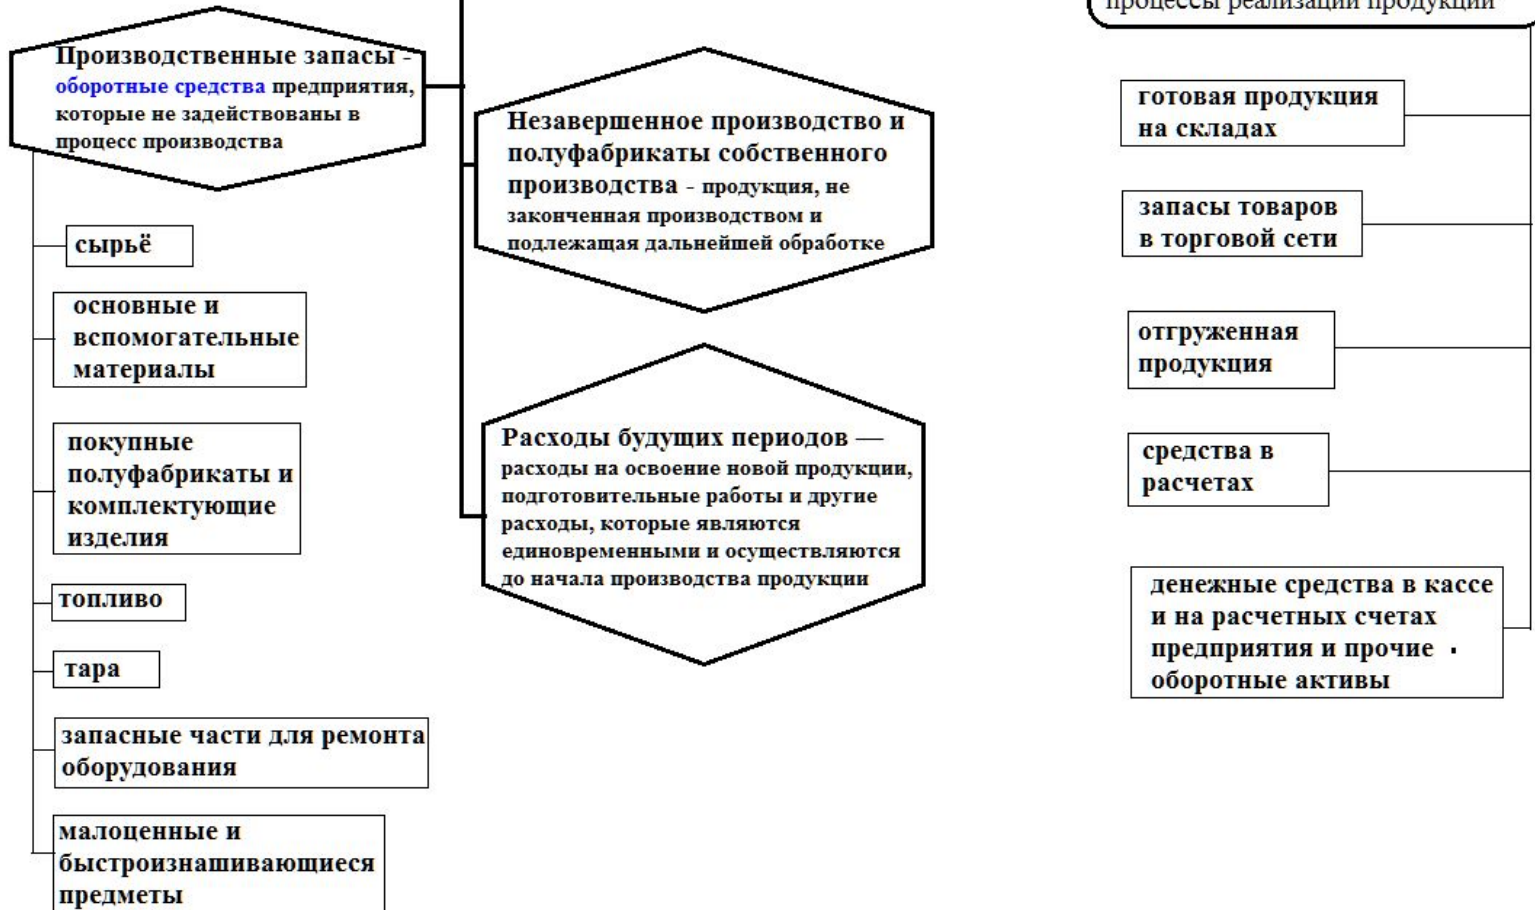 процессы реализации продукции
Производственные запасы -
оборотные средства предприятия,
которые не задействованы в
процесс производства
сырьё
основные и
вспомогательные
материалы
покупные
полуфабрикаты и
комплектующие
изделия
топливо
тара
запасные части для ремонта
оборудования
малоценные и
быстроизнашивающиеся
предметы
Незавершенное производство и
полуфабрикаты собственного
производства - продукция, не
законченная производством и
подлежащая дальнейшей обработке
Расходы будущих периодов —
расходы на освоение новой продукции,
подготовительные работы и другие
расходы, которые являются
единовременными и осуществляются
до начала производства продукции
готовая продукция
на складах
запасы товаров
в торговой сети
отгруженная
продукция
средства в
расчетах
денежные средства в кассе
и на расчетных счетах
предприятия и прочие
оборотные активы